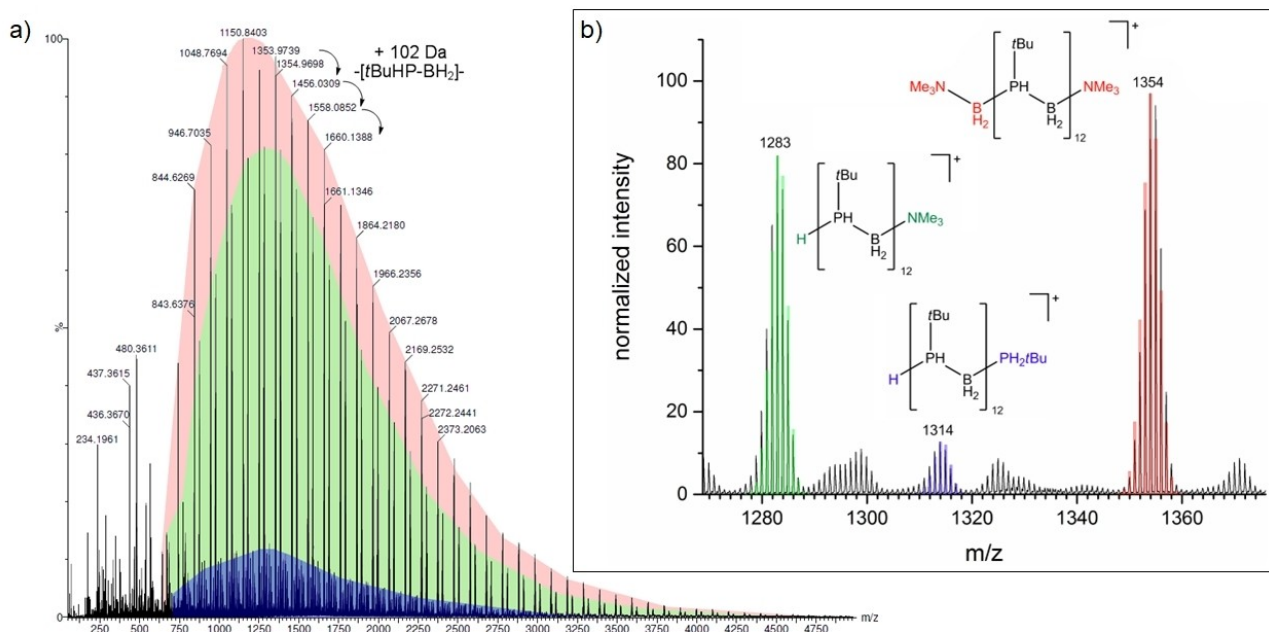 a)
100
%
0
1150.8403
1048.7694
1353.9739
1354.9698
+ 102 Da
-[tBuHP-BH₂]-
1456.0309
1558.0852
946.7035
1660.1388
844.6269
1661.1346
1864.2180
1966.2356
843.6376
2067.2678
480.3611
2169.2532
437.3615
2271.2461
436.3670
2272.2441
234.1961
2373.2063
250 500 750 1000 1250 1500 1750 2000 2250 2500 2750 3000 3250 3500 3750 4000 4250 4500 4750 m/z
b)
normalized intensity
100
80
60
40
20
0
1280 1300 1320 1340 1360
m/z
1283
1314
1354
tBu
+
Me₃N
PH
NMe₃
B
H₂
B
H₂
12
tBu
+
PH
NMe₃
H
B
H₂
12
tBu
+
PH
PH₂tBu
H
B
H₂
12